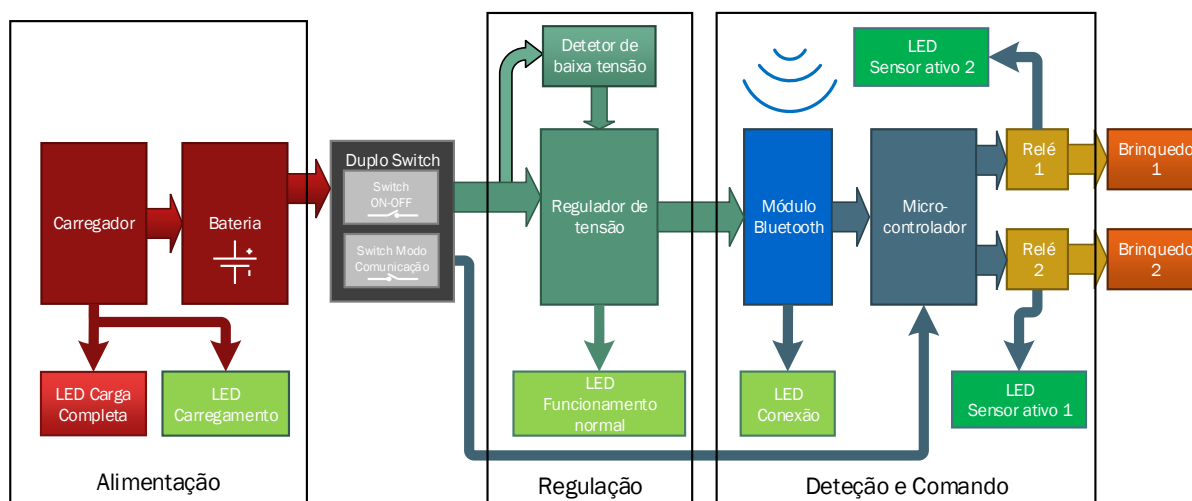 Detetor de
baixa tensão
LED
Sensor ativo 2
Carregador
Bateria
Duplo Switch
Switch
ON-OFF
Switch Modo
Comunicação
Regulador de
tensão
Módulo
Bluetooth
Micro-
controlador
Relé
1
Brinquedo
1
Relé
2
Brinquedo
2
LED Carga
Completa
LED
Carregamento
LED
Funcionamento
normal
LED
Conexão
LED
Sensor ativo 1
Alimentação
Regulação
Deteção e Comando